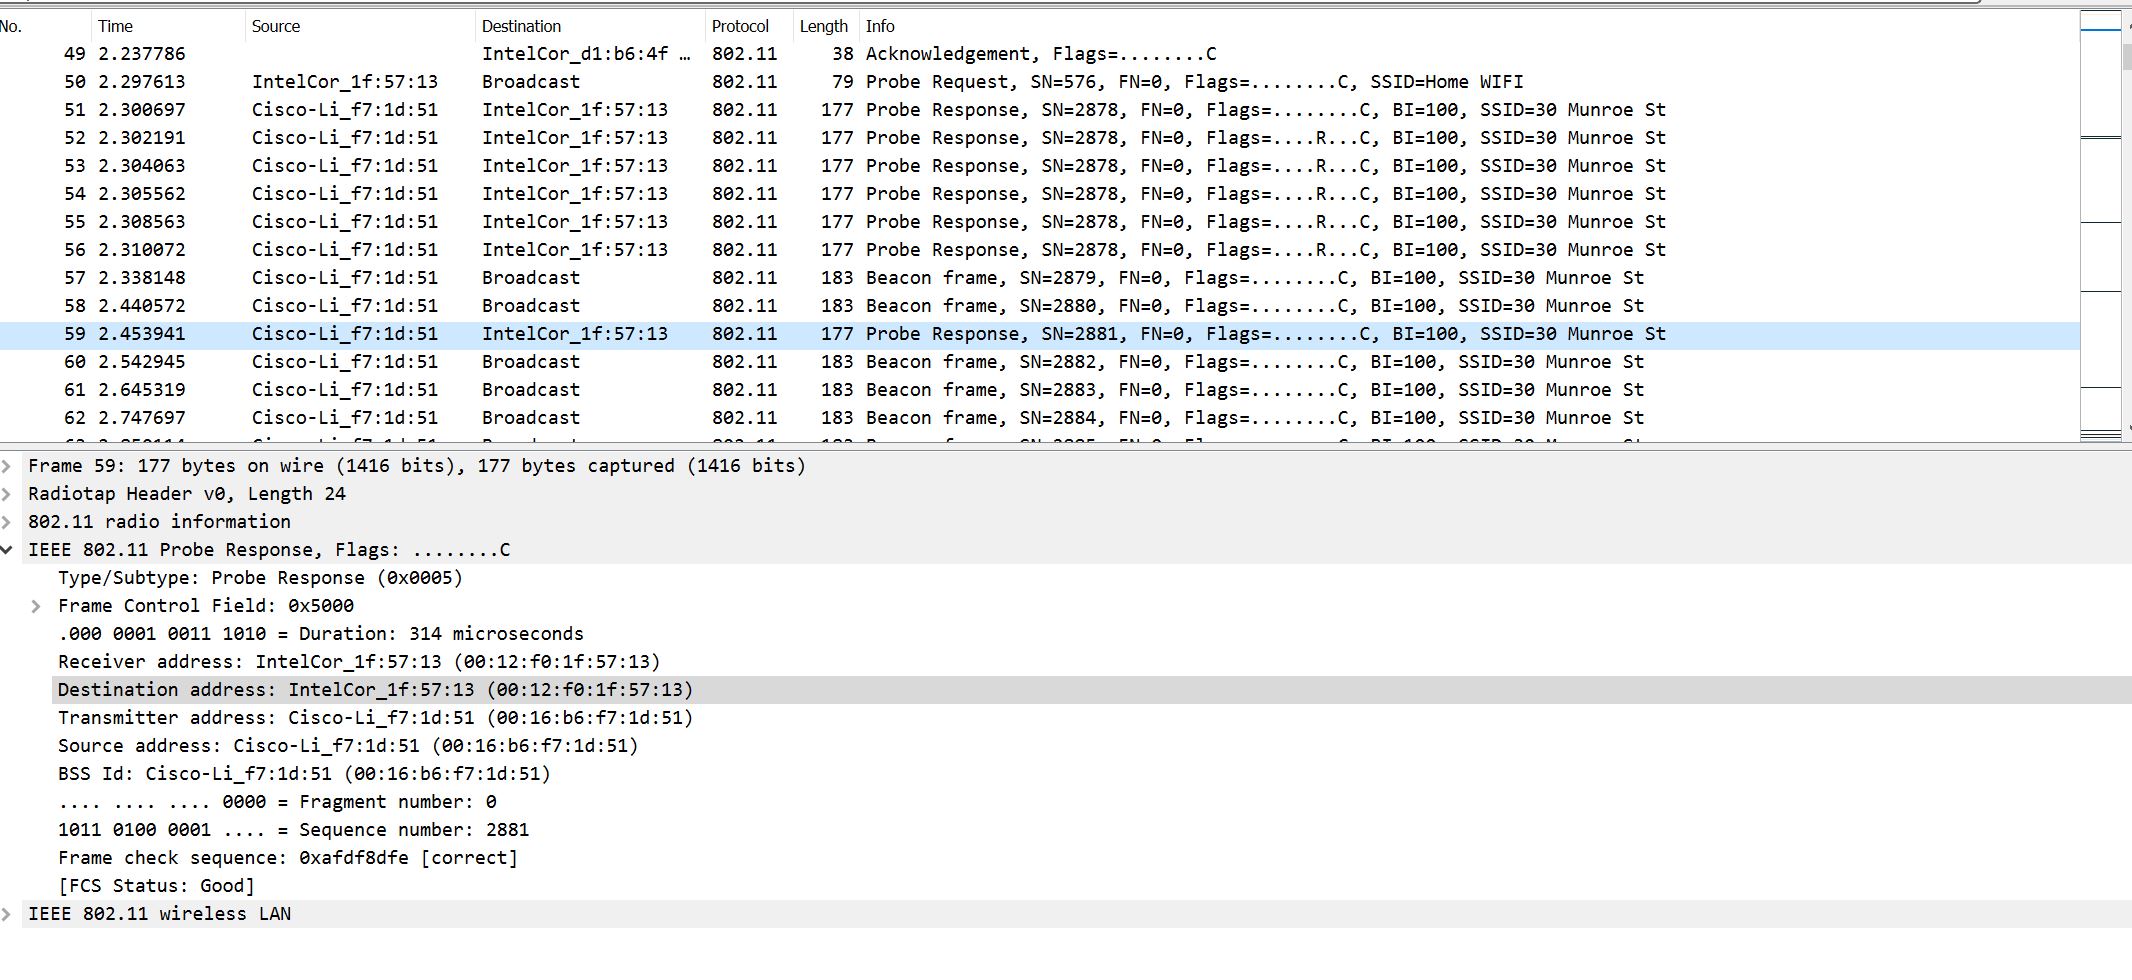 No. Time Source Destination Protocol Length Info
49 2.237786 IntelCor_d1:b6:4f … 802.11 38 Acknowledgement, Flags=........C
50 2.297613 IntelCor_1f:57:13 Broadcast 802.11 79 Probe Request, SN=576, FN=0, Flags=........C, SSID=Home WIFI
51 2.300697 Cisco-Li_f7:1d:51 IntelCor_1f:57:13 802.11 177 Probe Response, SN=2878, FN=0, Flags=........C, BI=100, SSID=30 Munroe St
52 2.302191 Cisco-Li_f7:1d:51 IntelCor_1f:57:13 802.11 177 Probe Response, SN=2878, FN=0, Flags=....R...C, BI=100, SSID=30 Munroe St
53 2.304063 Cisco-Li_f7:1d:51 IntelCor_1f:57:13 802.11 177 Probe Response, SN=2878, FN=0, Flags=....R...C, BI=100, SSID=30 Munroe St
54 2.305562 Cisco-Li_f7:1d:51 IntelCor_1f:57:13 802.11 177 Probe Response, SN=2878, FN=0, Flags=....R...C, BI=100, SSID=30 Munroe St
55 2.308563 Cisco-Li_f7:1d:51 IntelCor_1f:57:13 802.11 177 Probe Response, SN=2878, FN=0, Flags=....R...C, BI=100, SSID=30 Munroe St
56 2.310072 Cisco-Li_f7:1d:51 IntelCor_1f:57:13 802.11 177 Probe Response, SN=2878, FN=0, Flags=....R...C, BI=100, SSID=30 Munroe St
57 2.338148 Cisco-Li_f7:1d:51 Broadcast 802.11 183 Beacon frame, SN=2879, FN=0, Flags=........C, BI=100, SSID=30 Munroe St
58 2.440572 Cisco-Li_f7:1d:51 Broadcast 802.11 183 Beacon frame, SN=2880, FN=0, Flags=........C, BI=100, SSID=30 Munroe St
59 2.453941 Cisco-Li_f7:1d:51 IntelCor_1f:57:13 802.11 177 Probe Response, SN=2881, FN=0, Flags=........C, BI=100, SSID=30 Munroe St
60 2.542945 Cisco-Li_f7:1d:51 Broadcast 802.11 183 Beacon frame, SN=2882, FN=0, Flags=........C, BI=100, SSID=30 Munroe St
61 2.645319 Cisco-Li_f7:1d:51 Broadcast 802.11 183 Beacon frame, SN=2883, FN=0, Flags=........C, BI=100, SSID=30 Munroe St
62 2.747697 Cisco-Li_f7:1d:51 Broadcast 802.11 183 Beacon frame, SN=2884, FN=0, Flags=........C, BI=100, SSID=30 Munroe St
Frame 59: 177 bytes on wire (1416 bits), 177 bytes captured (1416 bits)
Radiotap Header v0, Length 24
802.11 radio information
IEEE 802.11 Probe Response, Flags: ........C
Type/Subtype: Probe Response (0x0005)
Frame Control Field: 0x5000
.000 0001 0011 1010 = Duration: 314 microseconds
Receiver address: IntelCor_1f:57:13 (00:12:f0:1f:57:13)
Destination address: IntelCor_1f:57:13 (00:12:f0:1f:57:13)
Transmitter address: Cisco-Li_f7:1d:51 (00:16:b6:f7:1d:51)
Source address: Cisco-Li_f7:1d:51 (00:16:b6:f7:1d:51)
BSS Id: Cisco-Li_f7:1d:51 (00:16:b6:f7:1d:51)
.... .... .... 0000 = Fragment number: 0
1011 0100 0001 .... = Sequence number: 2881
Frame check sequence: 0xafdf8dfe [correct]
[FCS Status: Good]
IEEE 802.11 wireless LAN